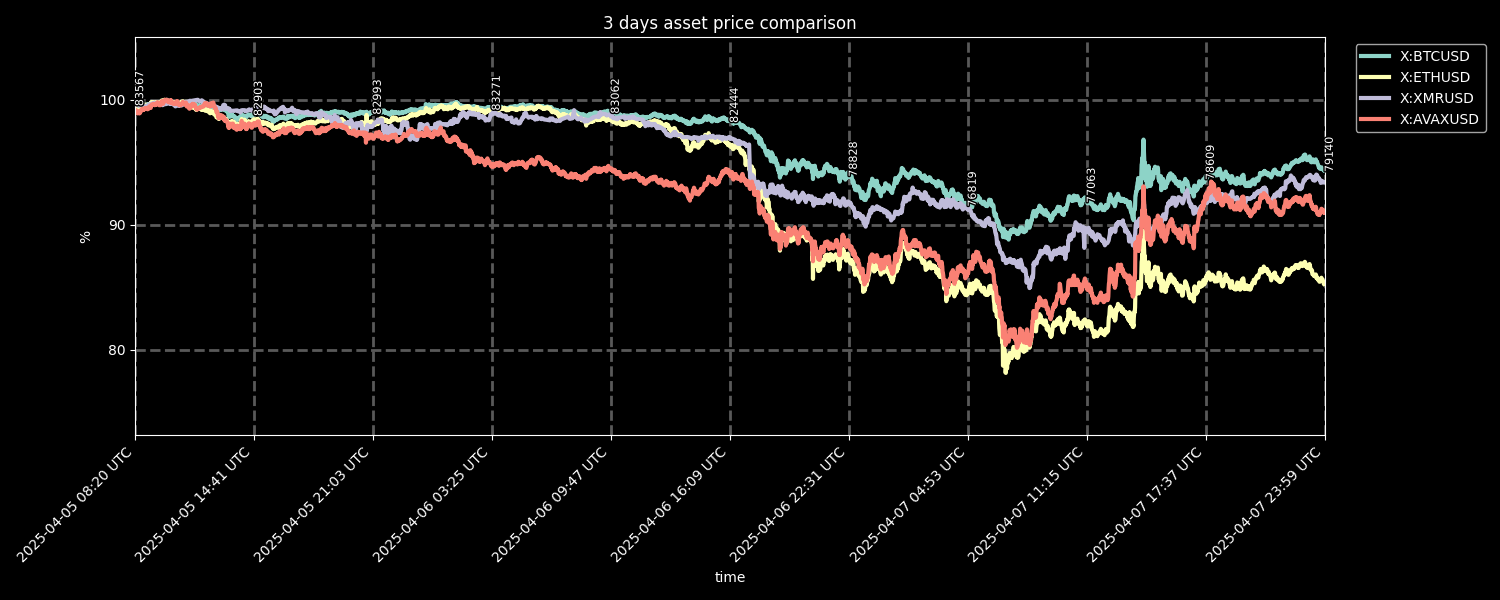 3 days asset price comparison
X:BTCUSD
X:ETHUSD
X:XMRUSD
X:AVAXUSD
83567
82903
82993
83271
83062
82444
78828
76819
77063
78609
79140
100
90
80
%
2025-04-05 08:20 UTC
2025-04-05 14:41 UTC
2025-04-05 21:03 UTC
2025-04-06 03:25 UTC
2025-04-06 09:47 UTC
2025-04-06 16:09 UTC
2025-04-06 22:31 UTC
2025-04-07 04:53 UTC
2025-04-07 11:15 UTC
2025-04-07 17:37 UTC
2025-04-07 23:59 UTC
time